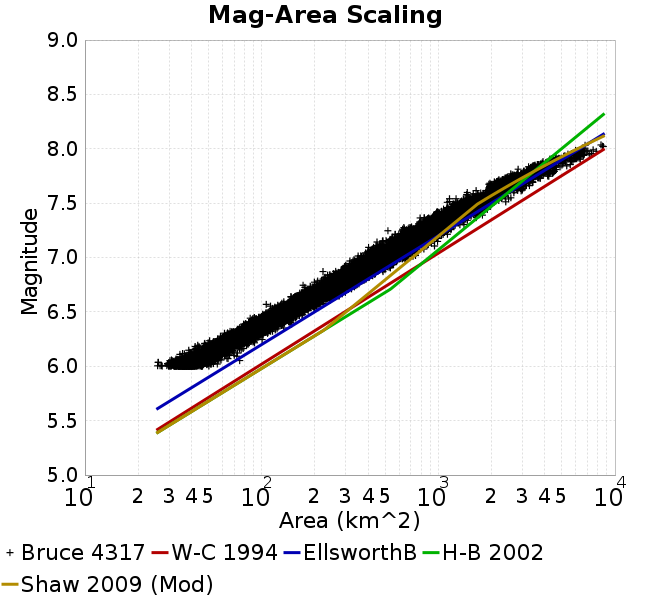 Mag-Area Scaling
9.0
8.5
8.0
7.5
7.0
6.5
6.0
5.5
5.0
Magnitude
10^1 2 3 4 5 10^2 2 3 4 5 10^3 2 3 4 5 10^4
Area (km^2)
Bruce 4317 W-C 1994 EllsworthB H-B 2002
Shaw 2009 (Mod)